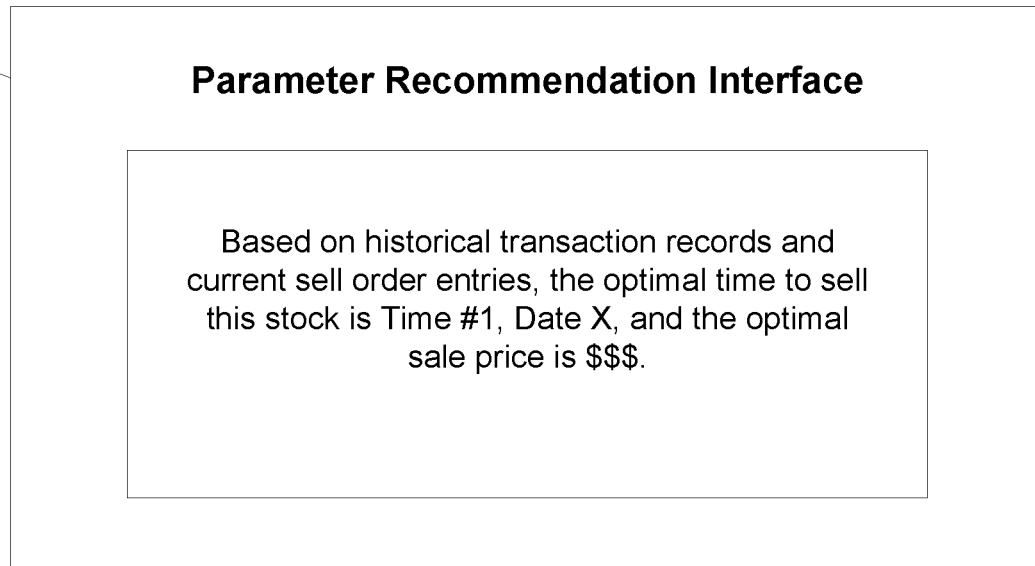 Parameter Recommendation Interface
Based on historical transaction records and
current sell order entries, the optimal time to sell
this stock is Time #1, Date X, and the optimal
sale price is $$$.